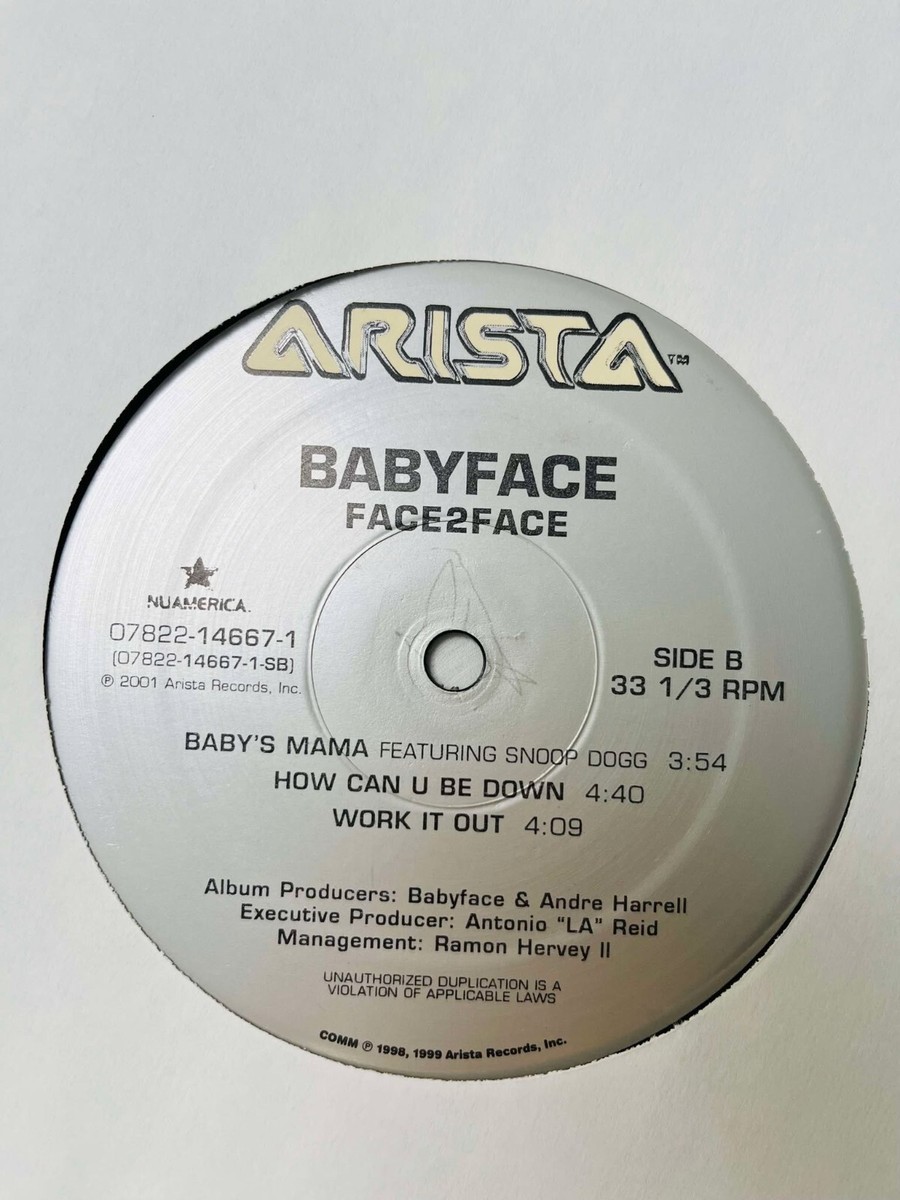 ARISTA™
BABYFACE
FACE2FACE
NUAMERICA.
07822-14667-1
(07822-14667-1-SB)
℗ 2001 Arista Records, Inc.
SIDE B
33 1/3 RPM
BABY'S MAMA FEATURING SNOOP DOGG 3:54
HOW CAN U BE DOWN 4:40
WORK IT OUT 4:09
Album Producers: Babyface & Andre Harrell
Executive Producer: Antonio "LA" Reid
Management: Ramon Hervey II
UNAUTHORIZED DUPLICATION IS A
VIOLATION OF APPLICABLE LAWS
COMM ℗ 1998, 1999 Arista Records, Inc.